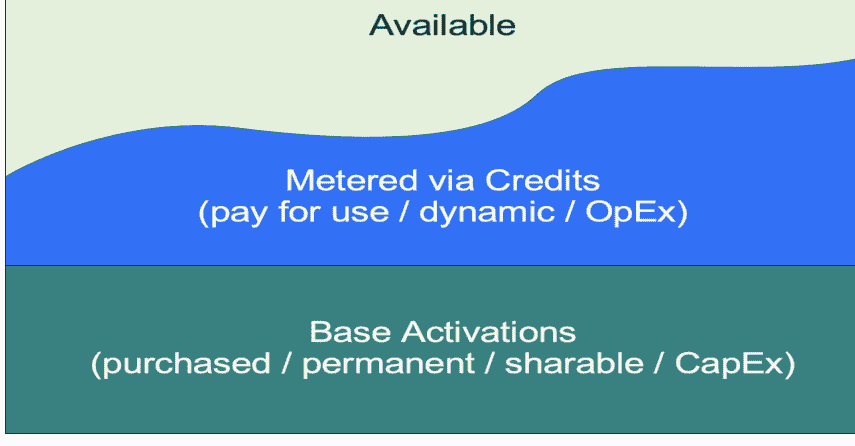 Available
Metered via Credits
(pay for use / dynamic / OpEx)
Base Activations
(purchased / permanent / sharable / CapEx)